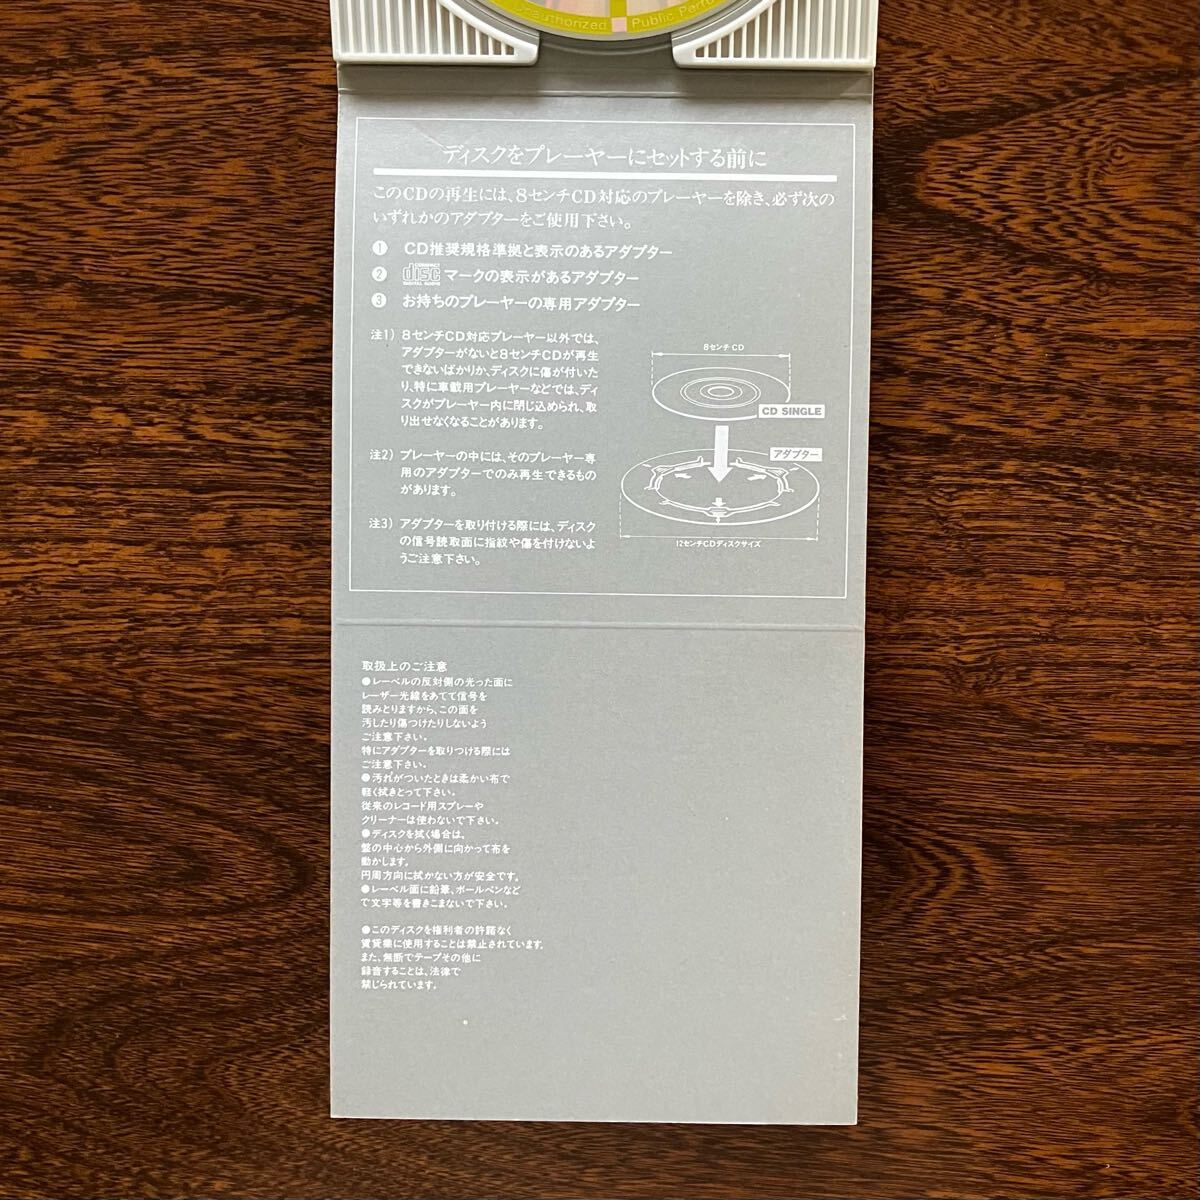 Unauthorized Public Perfo
ディスクをプレーヤーにセットする前に
このCDの再生には、8センチCD対応のプレーヤーを除き、必ず次の
いずれかのアダプターをご使用下さい。
❶ CD推奨規格準拠と表示のあるアダプター
❷ COMPACT disc DIGITAL AUDIO マークの表示があるアダプター
❸ お持ちのプレーヤーの専用アダプター
注1) 8センチCD対応プレーヤー以外では、
アダプターがないと8センチCDが再生
できないばかりか、ディスクに傷が付いた
り、特に車載用プレーヤーなどでは、ディ
スクがプレーヤー内に閉じ込められ、取
り出せなくなることがあります。
注2) プレーヤーの中には、そのプレーヤー専
用のアダプターでのみ再生できるもの
があります。
注3) アダプターを取り付ける際には、ディスク
の信号読取面に指紋や傷を付けないよ
うご注意下さい。
8センチCD
CD SINGLE
アダプター
12センチCDディスクサイズ
取扱上のご注意
●レーベルの反対側の光った面に
レーザー光線をあてて信号を
読みとりますから、この面を
汚したり傷つけたりしないよう
ご注意下さい。
特にアダプターを取りつける際には
ご注意下さい。
●汚れがついたときは柔かい布で
軽く拭きとって下さい。
従来のレコード用スプレーや
クリーナーは使わないで下さい。
●ディスクを拭く場合は、
盤の中心から外側に向かって布を
動かします。
円周方向に拭かない方が安全です。
●レーベル面に鉛筆、ボールペンなど
で文字等を書きこまないで下さい。
●このディスクを権利者の許諾なく
賃貸業に使用することは禁止されています。
また、無断でテープその他に
録音することは、法律で
禁じられています。